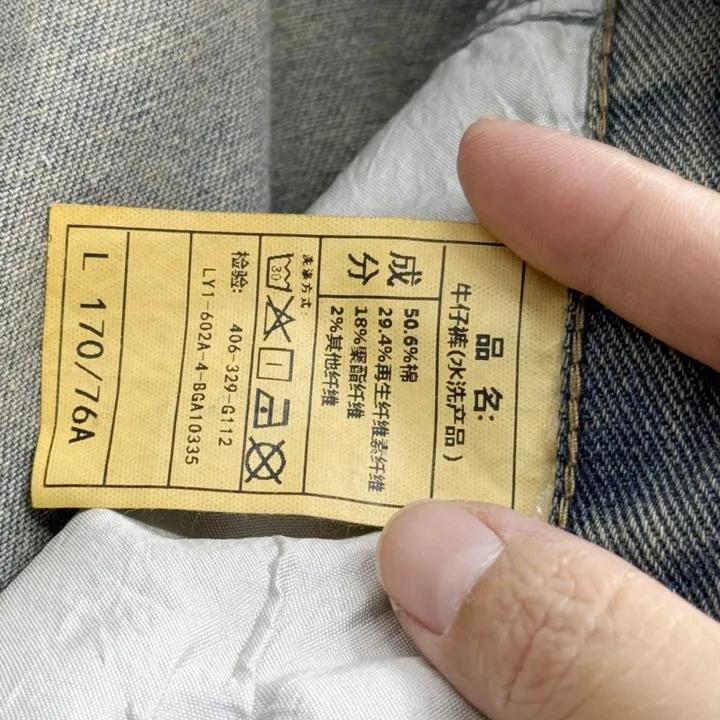 品 名:
牛仔裤(水洗产品)
成分
50.6%棉
29.4%再生纤维素纤维
18%聚酯纤维
2%其他纤维
洗涤方式:
30
检验: 406-329-G112
LY1-602A-4-BGA10335
L 170/76A